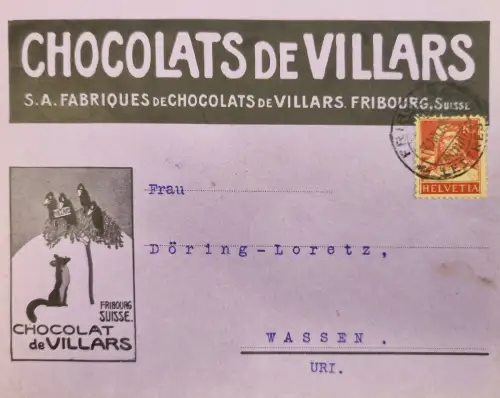 CHOCOLATS DE VILLARS
S.A. FABRIQUES DE CHOCOLATS DE VILLARS. FRIBOURG, SUISSE
HELVETIA
Frau
Döring-Loretz,
FRIBOURG
SUISSE.
CHOCOLAT
de VILLARS
WASSEN.
URI.